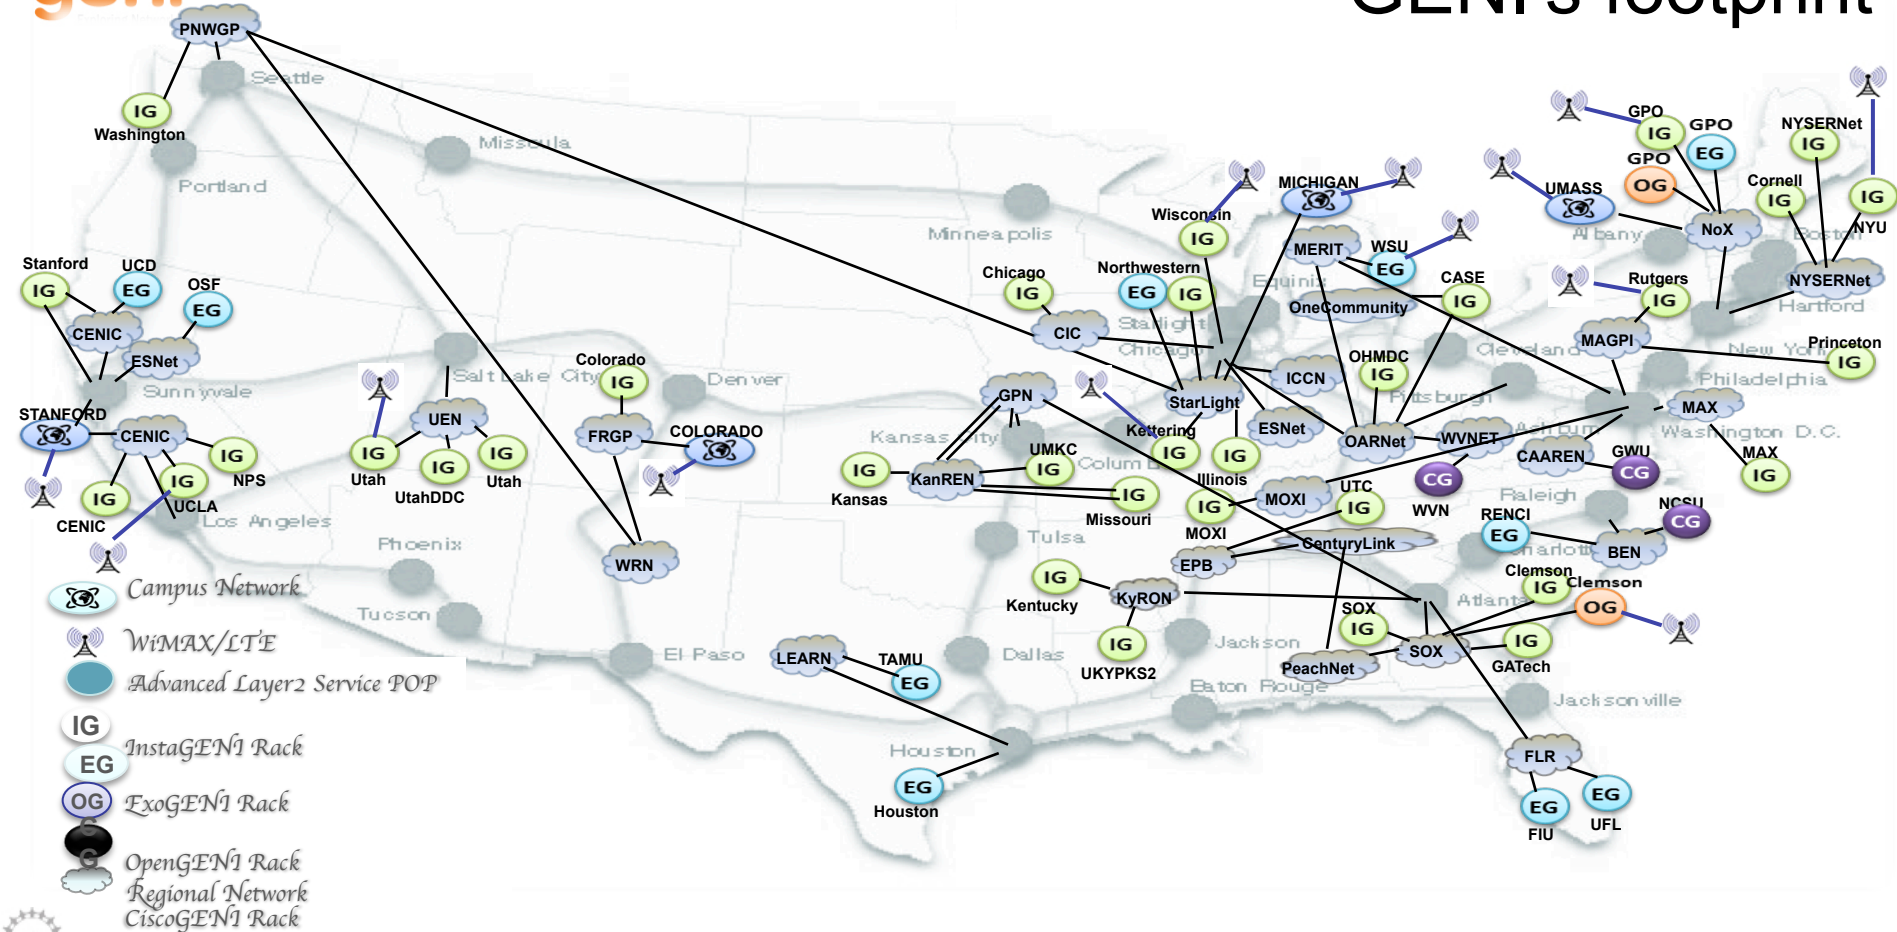 geni
GENI's footprint
PNWGP
Seattle
IG
Washington
Portland
Missoula
Minneapolis
Stanford
IG
UCD
EG
OSF
EG
CENIC
ESNet
Sunnyvale
STANFORD
CENIC
IG
NPS
IG
UCLA
IG
CENIC
Los Angeles
Salt Lake City
UEN
IG
Utah
IG
UtahDDC
IG
Utah
Colorado
IG
Denver
FRGP
COLORADO
WRN
Phoenix
Tucson
El Paso
Chicago
IG
CIC
Northwestern
EG
IG
Wisconsin
IG
Starlight
Chicago
Equinix
MICHIGAN
MERIT
WSU
EG
CASE
IG
OneCommunity
Cleveland
OHMDC
IG
ICCN
StarLight
ESNet
Pittsburgh
OARNet
WVNET
Ashburn
CG
WVN
GPN
Kansas City
Kettering
IG
Columbia
UMKC
IG
IG
Kansas
KanREN
IG
Missouri
IG
Illinois
IG
MOXI
MOXI
UTC
IG
CenturyLink
EPB
Tulsa
IG
Kentucky
KyRON
IG
UKYPKS2
Jackson
Dallas
LEARN
TAMU
EG
Houston
EG
Houston
Baton Rouge
Jacksonville
SOX
IG
PeachNet
SOX
IG
GATech
Atlanta
Clemson
IG
Clemson
OG
FLR
EG
FIU
EG
UFL
RENCI
EG
Charlotte
BEN
NCSU
CG
Raleigh
CAAREN
GWU
CG
MAX
Washington D.C.
MAX
IG
Philadelphia
New York
Princeton
IG
MAGPI
Rutgers
IG
Hartford
NYSERNet
Boston
Albany
NoX
UMASS
GPO
IG
GPO
EG
GPO
OG
Cornell
IG
NYSERNet
IG
IG
NYU
Campus Network
WiMAX/LTE
Advanced Layer2 Service POP
IG
InstaGENI Rack
EG
OG
ExoGENI Rack
C
G
OpenGENI Rack
Regional Network
CiscoGENI Rack